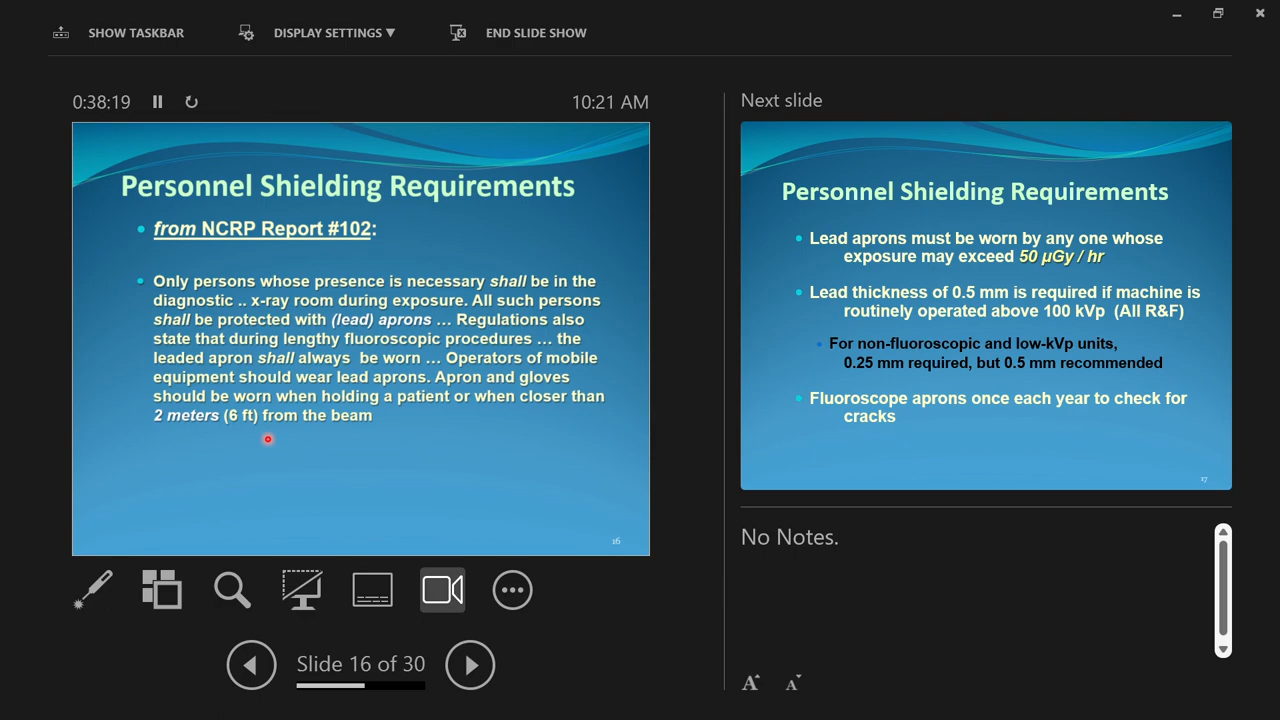 SHOW TASKBAR
DISPLAY SETTINGS ▼
END SLIDE SHOW
0:38:19
10:21 AM
Personnel Shielding Requirements
• from NCRP Report #102:
• Only persons whose presence is necessary shall be in the
diagnostic .. x-ray room during exposure. All such persons
shall be protected with (lead) aprons … Regulations also
state that during lengthy fluoroscopic procedures … the
leaded apron shall always be worn … Operators of mobile
equipment should wear lead aprons. Apron and gloves
should be worn when holding a patient or when closer than
2 meters (6 ft) from the beam
16
Slide 16 of 30
Next slide
Personnel Shielding Requirements
• Lead aprons must be worn by any one whose
exposure may exceed 50 µGy / hr
• Lead thickness of 0.5 mm is required if machine is
routinely operated above 100 kVp (All R&F)
• For non-fluoroscopic and low-kVp units,
0.25 mm required, but 0.5 mm recommended
• Fluoroscope aprons once each year to check for
cracks
17
No Notes.
A A